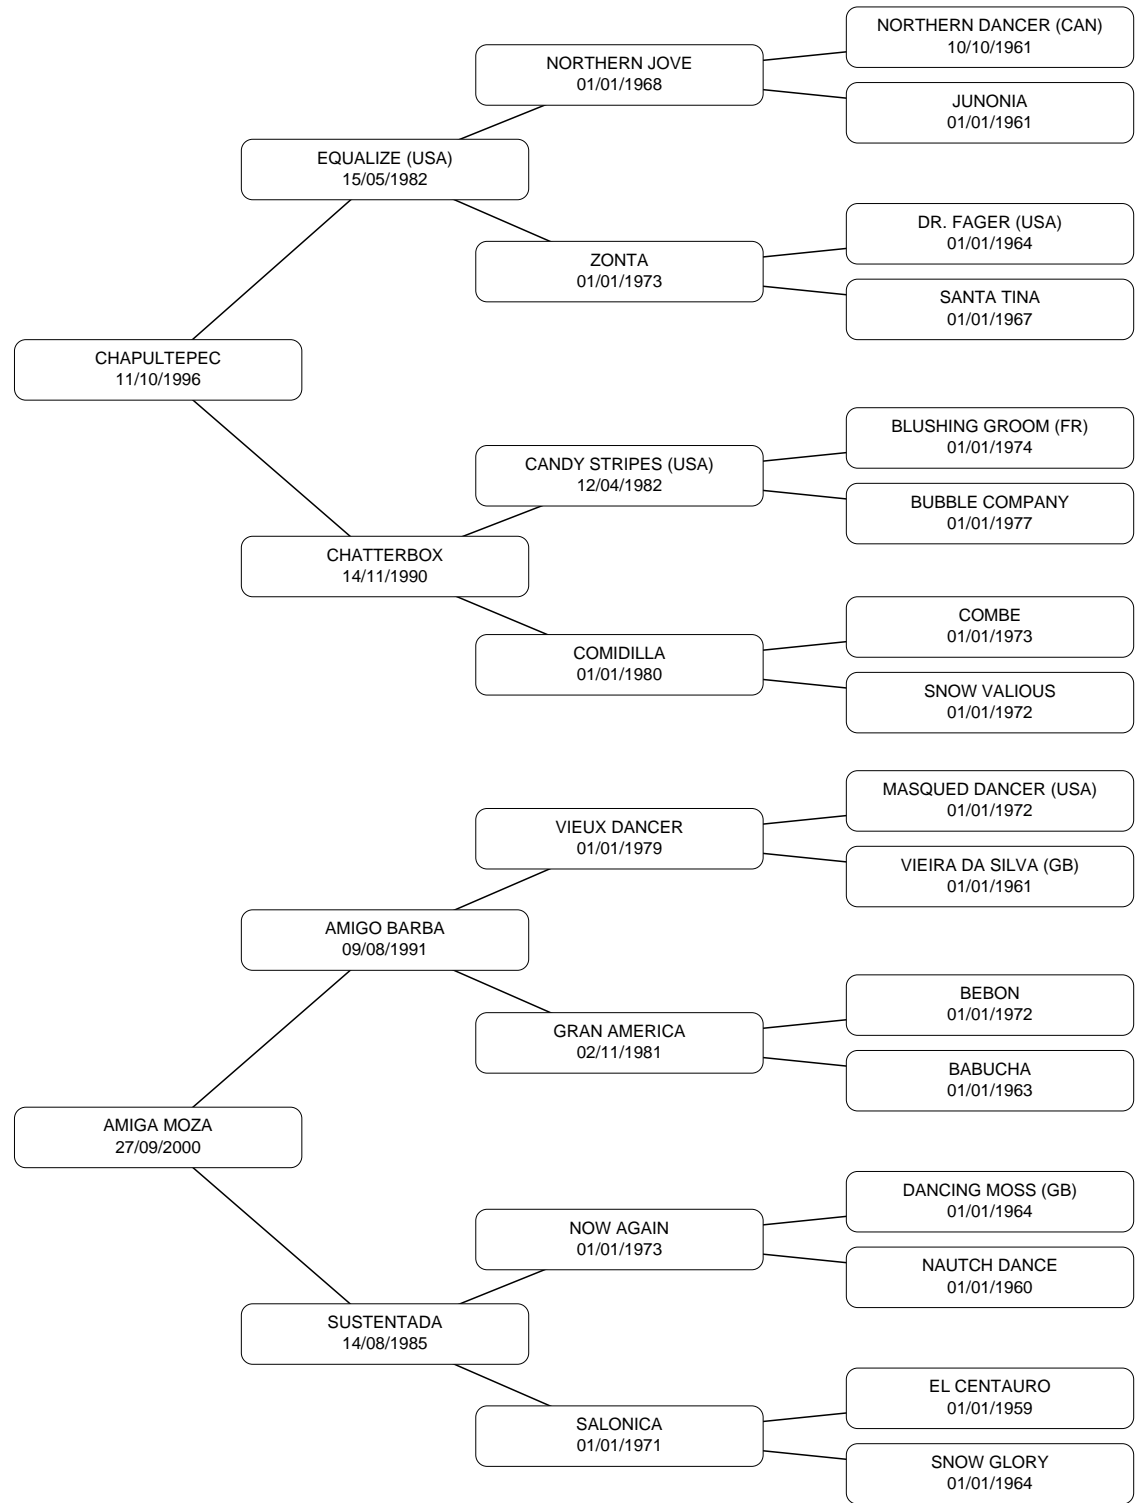 NORTHERN DANCER (CAN)
10/10/1961
NORTHERN JOVE
01/01/1968
JUNONIA
01/01/1961
EQUALIZE (USA)
15/05/1982
DR. FAGER (USA)
01/01/1964
ZONTA
01/01/1973
SANTA TINA
01/01/1967
CHAPULTEPEC
11/10/1996
BLUSHING GROOM (FR)
01/01/1974
CANDY STRIPES (USA)
12/04/1982
BUBBLE COMPANY
01/01/1977
CHATTERBOX
14/11/1990
COMBE
01/01/1973
COMIDILLA
01/01/1980
SNOW VALIOUS
01/01/1972
MASQUED DANCER (USA)
01/01/1972
VIEUX DANCER
01/01/1979
VIEIRA DA SILVA (GB)
01/01/1961
AMIGO BARBA
09/08/1991
BEBON
01/01/1972
GRAN AMERICA
02/11/1981
BABUCHA
01/01/1963
AMIGA MOZA
27/09/2000
DANCING MOSS (GB)
01/01/1964
NOW AGAIN
01/01/1973
NAUTCH DANCE
01/01/1960
SUSTENTADA
14/08/1985
EL CENTAURO
01/01/1959
SALONICA
01/01/1971
SNOW GLORY
01/01/1964